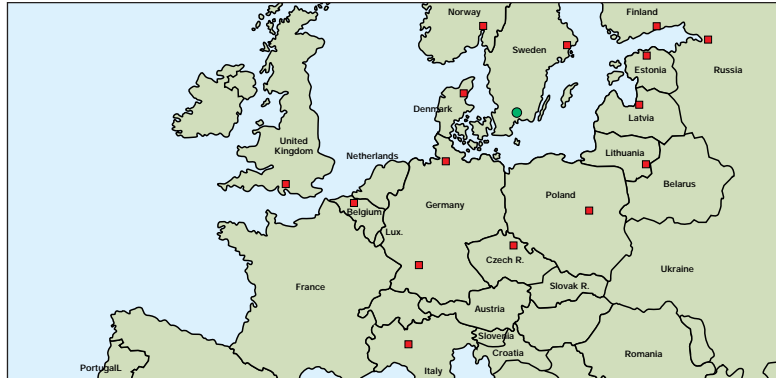 Norway
Finland
Sweden
Russia
Estonia
Denmark
Latvia
United
Kingdom
Netherlands
Lithuania
Belarus
Belgium
Germany
Poland
Lux.
Czech R.
Ukraine
France
Slovak R.
Austria
Slovenia
Croatia
Romania
PortugalL
Italy